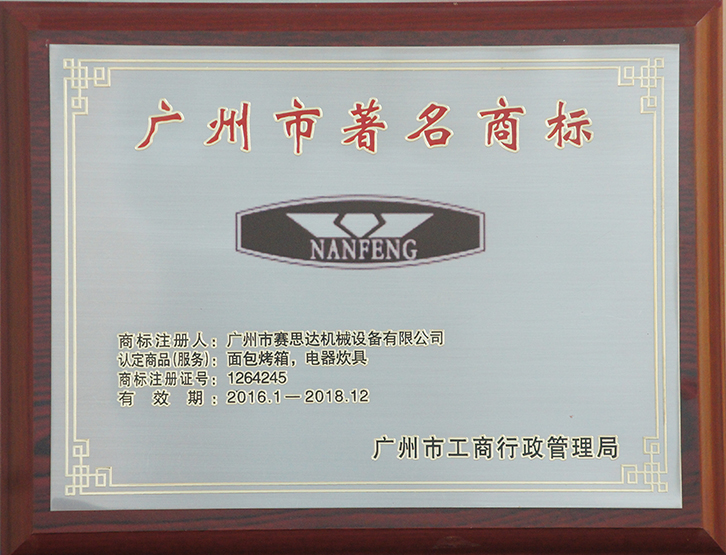 广州市著名商标
NANFENG
商标注册人：广州市赛思达机械设备有限公司
认定商品(服务)：面包烤箱，电器炊具
商标注册证号：1264245
有 效 期：2016.1—2018.12
广州市工商行政管理局